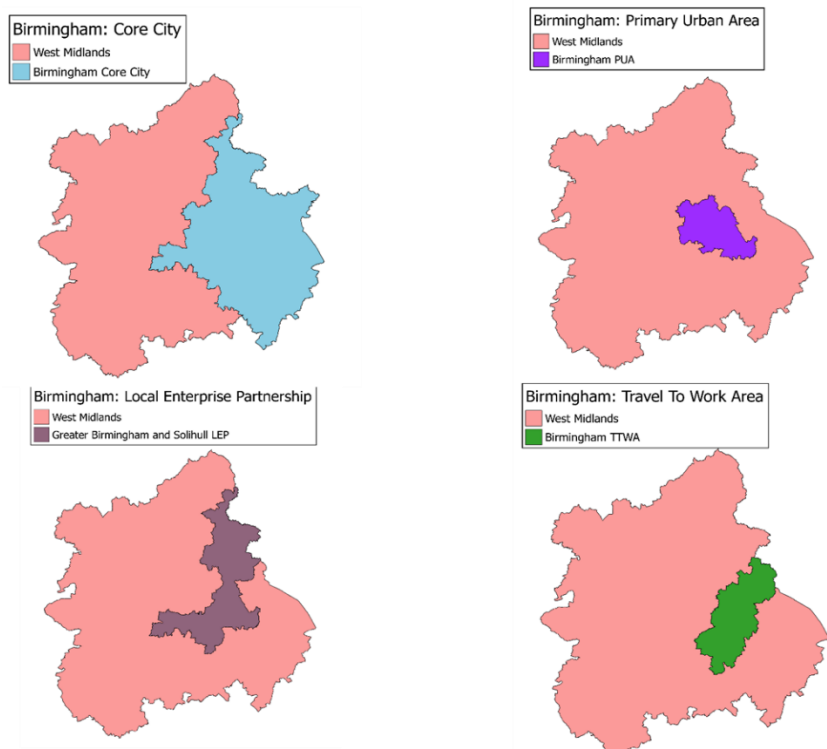 Birmingham: Core City
West Midlands
Birmingham Core City
Birmingham: Primary Urban Area
West Midlands
Birmingham PUA
Birmingham: Local Enterprise Partnership
West Midlands
Greater Birmingham and Solihull LEP
Birmingham: Travel To Work Area
West Midlands
Birmingham TTWA